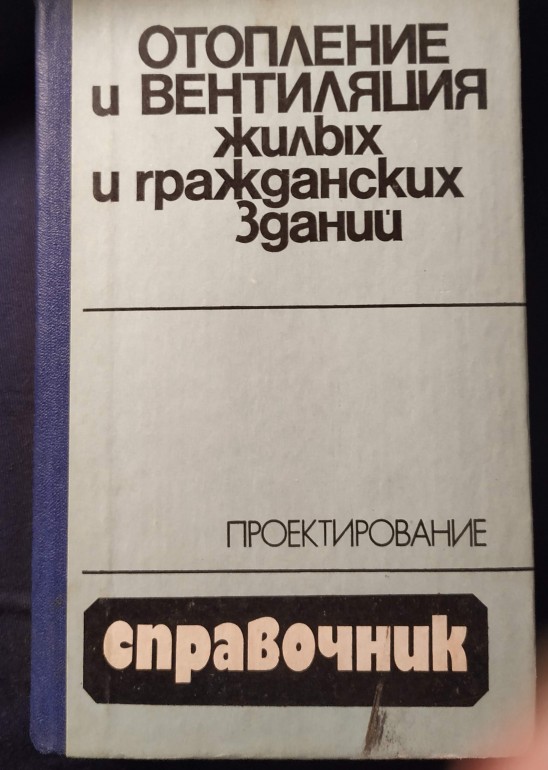 ОТОПЛЕНИЕ
и ВЕНТИЛЯЦИЯ
жилых
и гражданских
зданий
ПРОЕКТИРОВАНИЕ
справочник